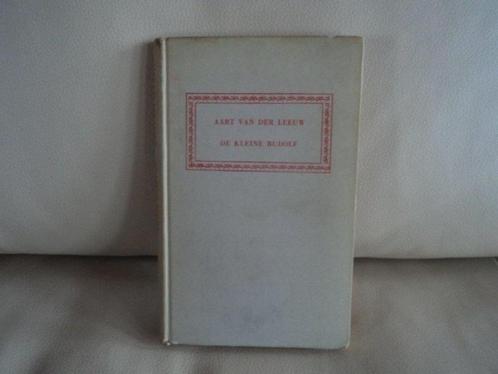 AART VAN DER LEEUW
DE KLEINE RUDOLF